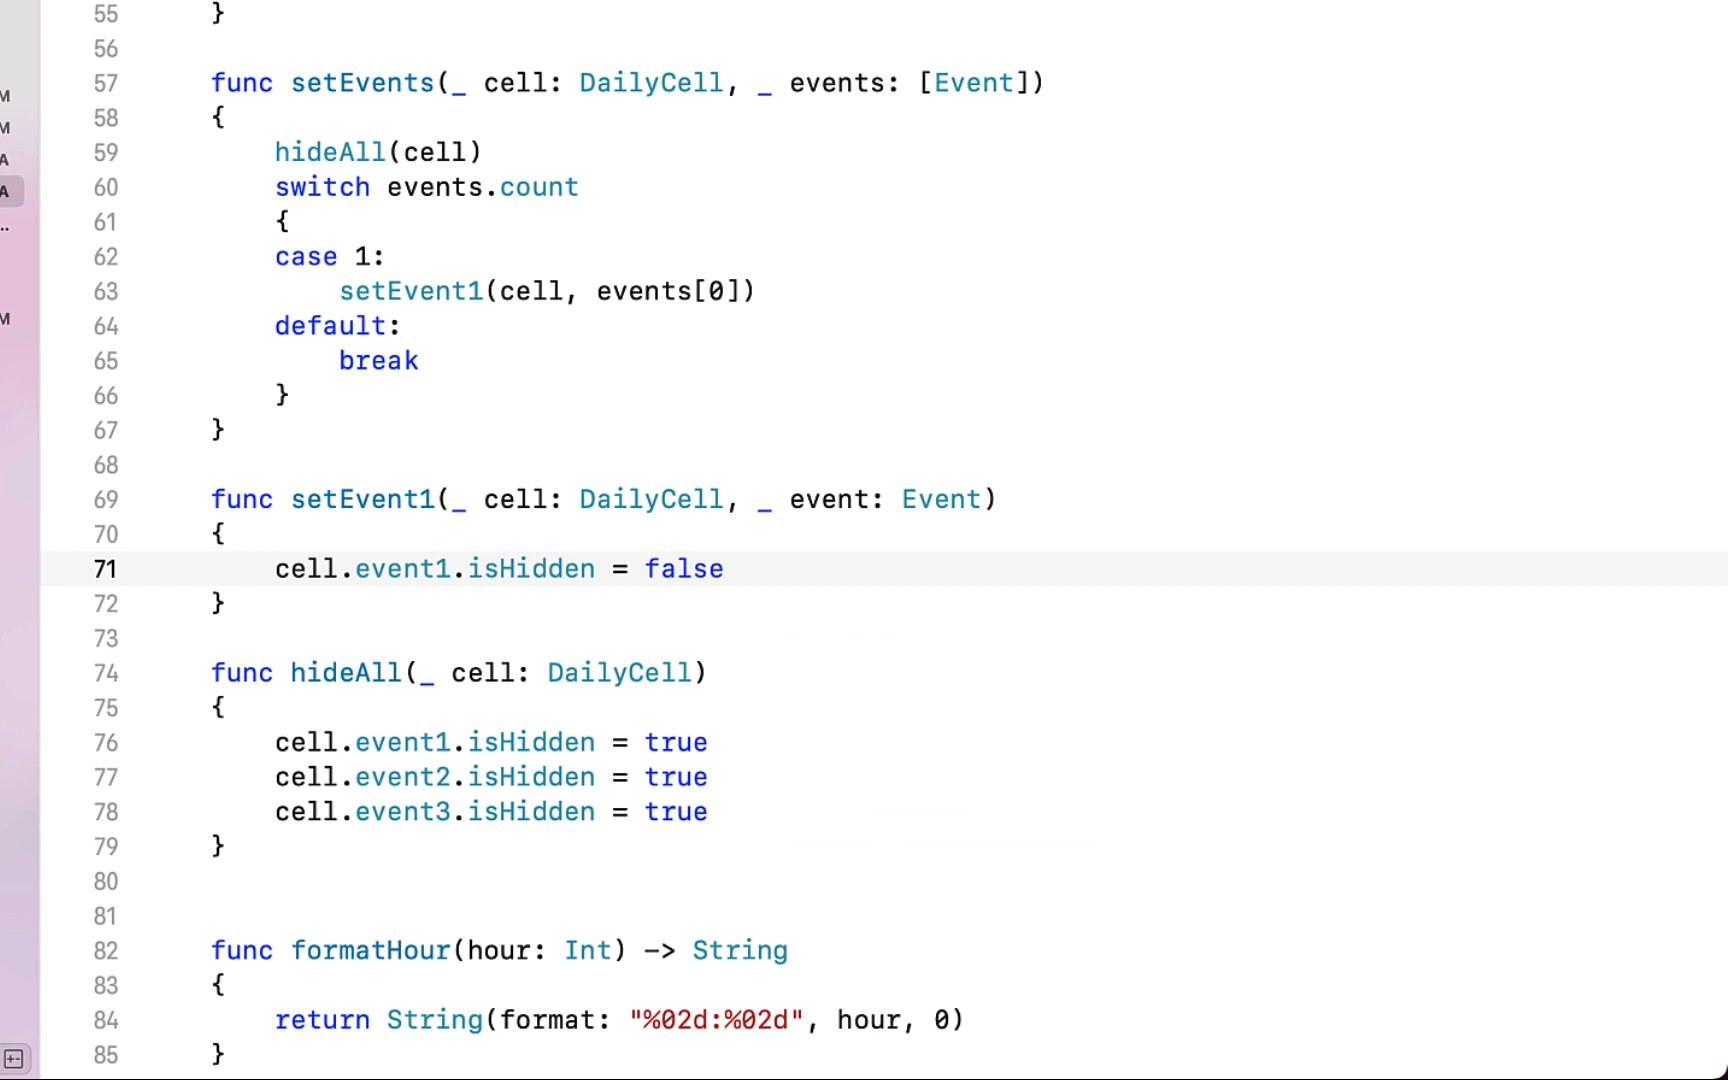 55 }
56
57 func setEvents(_ cell: DailyCell, _ events: [Event])
58 {
59 hideAll(cell)
60 switch events.count
61 {
62 case 1:
63 setEvent1(cell, events[0])
64 default:
65 break
66 }
67 }
68
69 func setEvent1(_ cell: DailyCell, _ event: Event)
70 {
71 cell.event1.isHidden = false
72 }
73
74 func hideAll(_ cell: DailyCell)
75 {
76 cell.event1.isHidden = true
77 cell.event2.isHidden = true
78 cell.event3.isHidden = true
79 }
80
81
82 func formatHour(hour: Int) -> String
83 {
84 return String(format: "%02d:%02d", hour, 0)
85 }
M
M
A
A
..
M